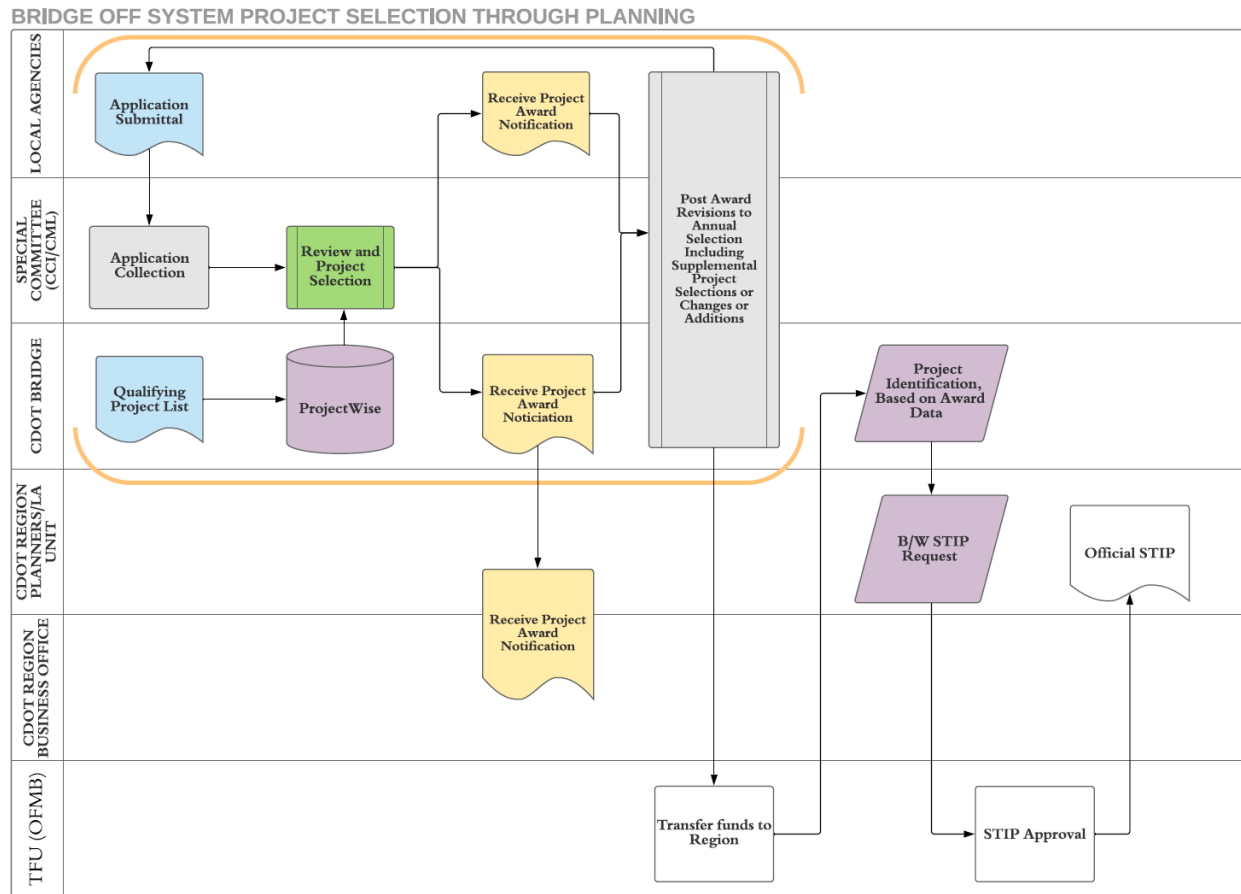 BRIDGE OFF SYSTEM PROJECT SELECTION THROUGH PLANNING
LOCAL AGENCIES
Application
Submittal
Receive Project
Award
Notification
SPECIAL
COMMITTEE
(CCI/CML)
Application
Collection
Review and
Project
Selection
Post Award
Revisions to
Annual
Selection
Including
Supplemental
Project
Selections or
Changes or
Additions
CDOT BRIDGE
Qualifying
Project List
ProjectWise
Receive Project
Award
Noticiation
Project
Identification,
Based on Award
Data
CDOT REGION
PLANNERS/LA
UNIT
B/W STIP
Request
Official STIP
CDOT REGION
BUSINESS OFFICE
Receive Project
Award
Notification
TFU (OFMB)
Transfer funds to
Region
STIP Approval